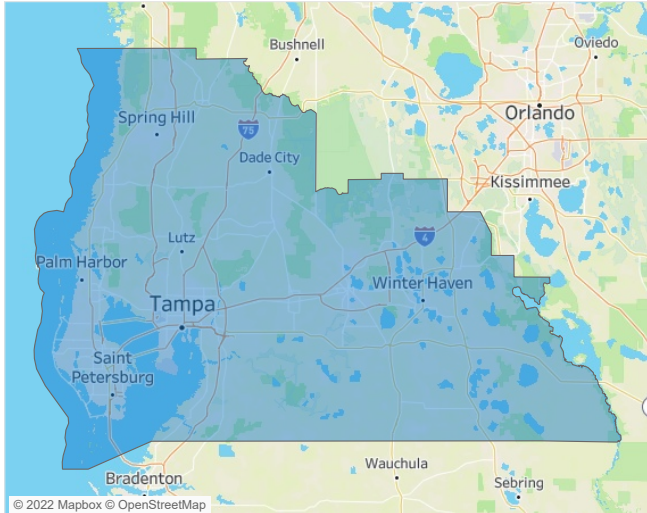 Bushnell
Oviedo
Spring Hill
75
Orlando
Dade City
Kissimmee
Lutz
4
Palm Harbor
Winter Haven
Tampa
Saint
Petersburg
Wauchula
Bradenton
Sebring
© 2022 Mapbox © OpenStreetMap